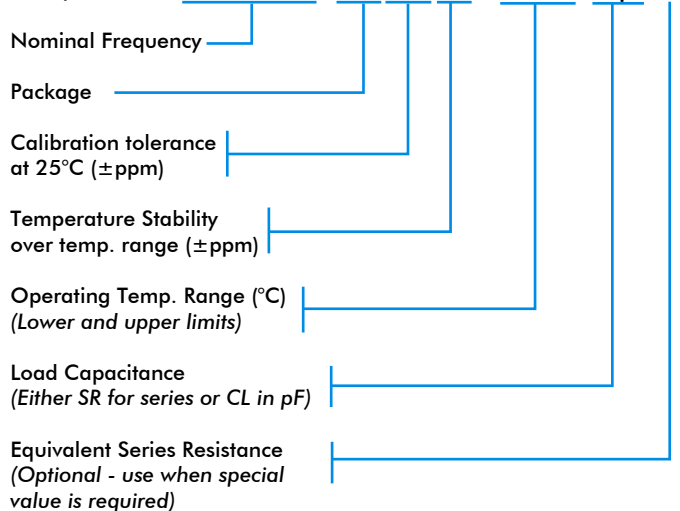 Nominal Frequency
Package
Calibration tolerance
at 25°C (±ppm)
Temperature Stability
over temp. range (±ppm)
Operating Temp. Range (°C)
(Lower and upper limits)
Load Capacitance
(Either SR for series or CL in pF)
Equivalent Series Resistance
(Optional - use when special
value is required)